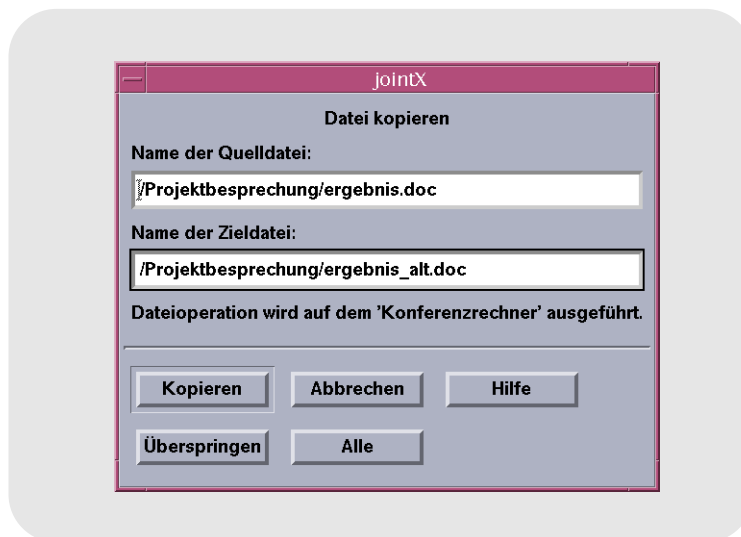 jointX
Datei kopieren
Name der Quelldatei:
/Projektbesprechung/ergebnis.doc
Name der Zieldatei:
/Projektbesprechung/ergebnis_alt.doc
Dateioperation wird auf dem 'Konferenzrechner' ausgeführt.
Kopieren Abbrechen Hilfe
Überspringen Alle